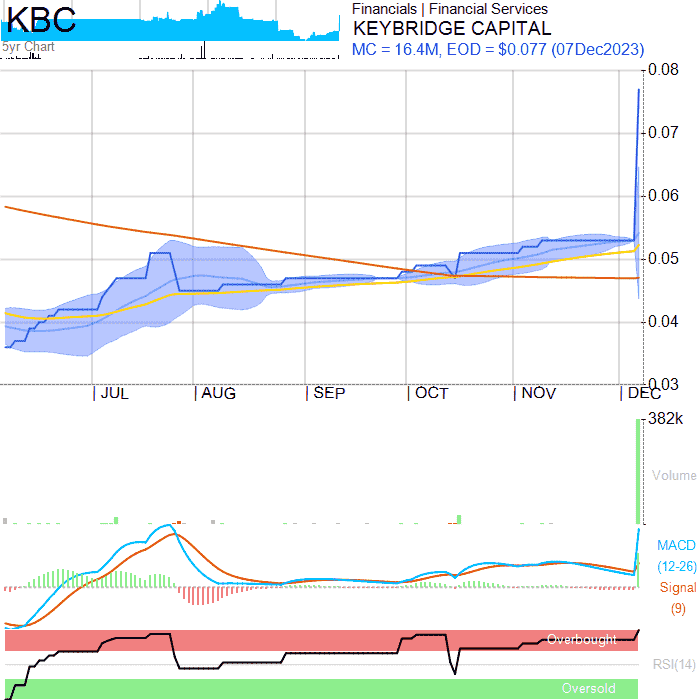 KBC
5yr Chart
Financials | Financial Services
KEYBRIDGE CAPITAL
MC = 16.4M, EOD = $0.077 (07Dec2023)
0.08
0.07
0.06
0.05
0.04
0.03
JUL AUG SEP OCT NOV DEC
382k
Volume
MACD
(12-26)
Signal
(9)
Overbought
RSI(14)
Oversold